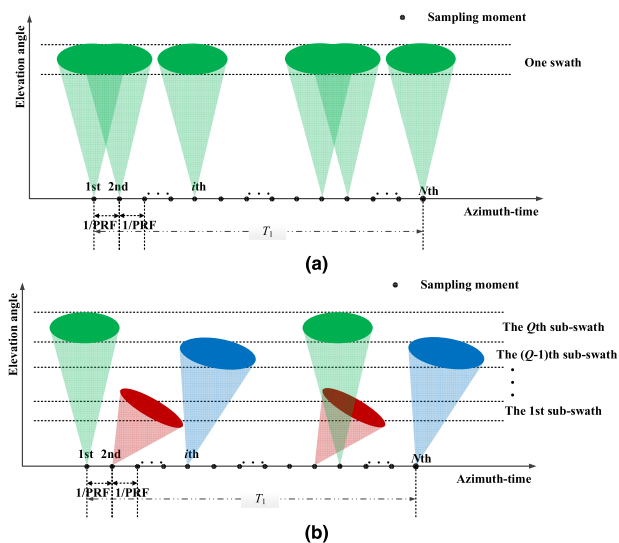 Sampling moment
Elevation angle
One swath
1st 2nd ... ith ... ... Nth
Azimuth-time
1/PRF 1/PRF
T1
(a)
Sampling moment
Elevation angle
The Qth sub-swath
The (Q-1)th sub-swath
The 1st sub-swath
1st 2nd ... ith ... ... ... Nth
Azimuth-time
1/PRF 1/PRF
T1
(b)